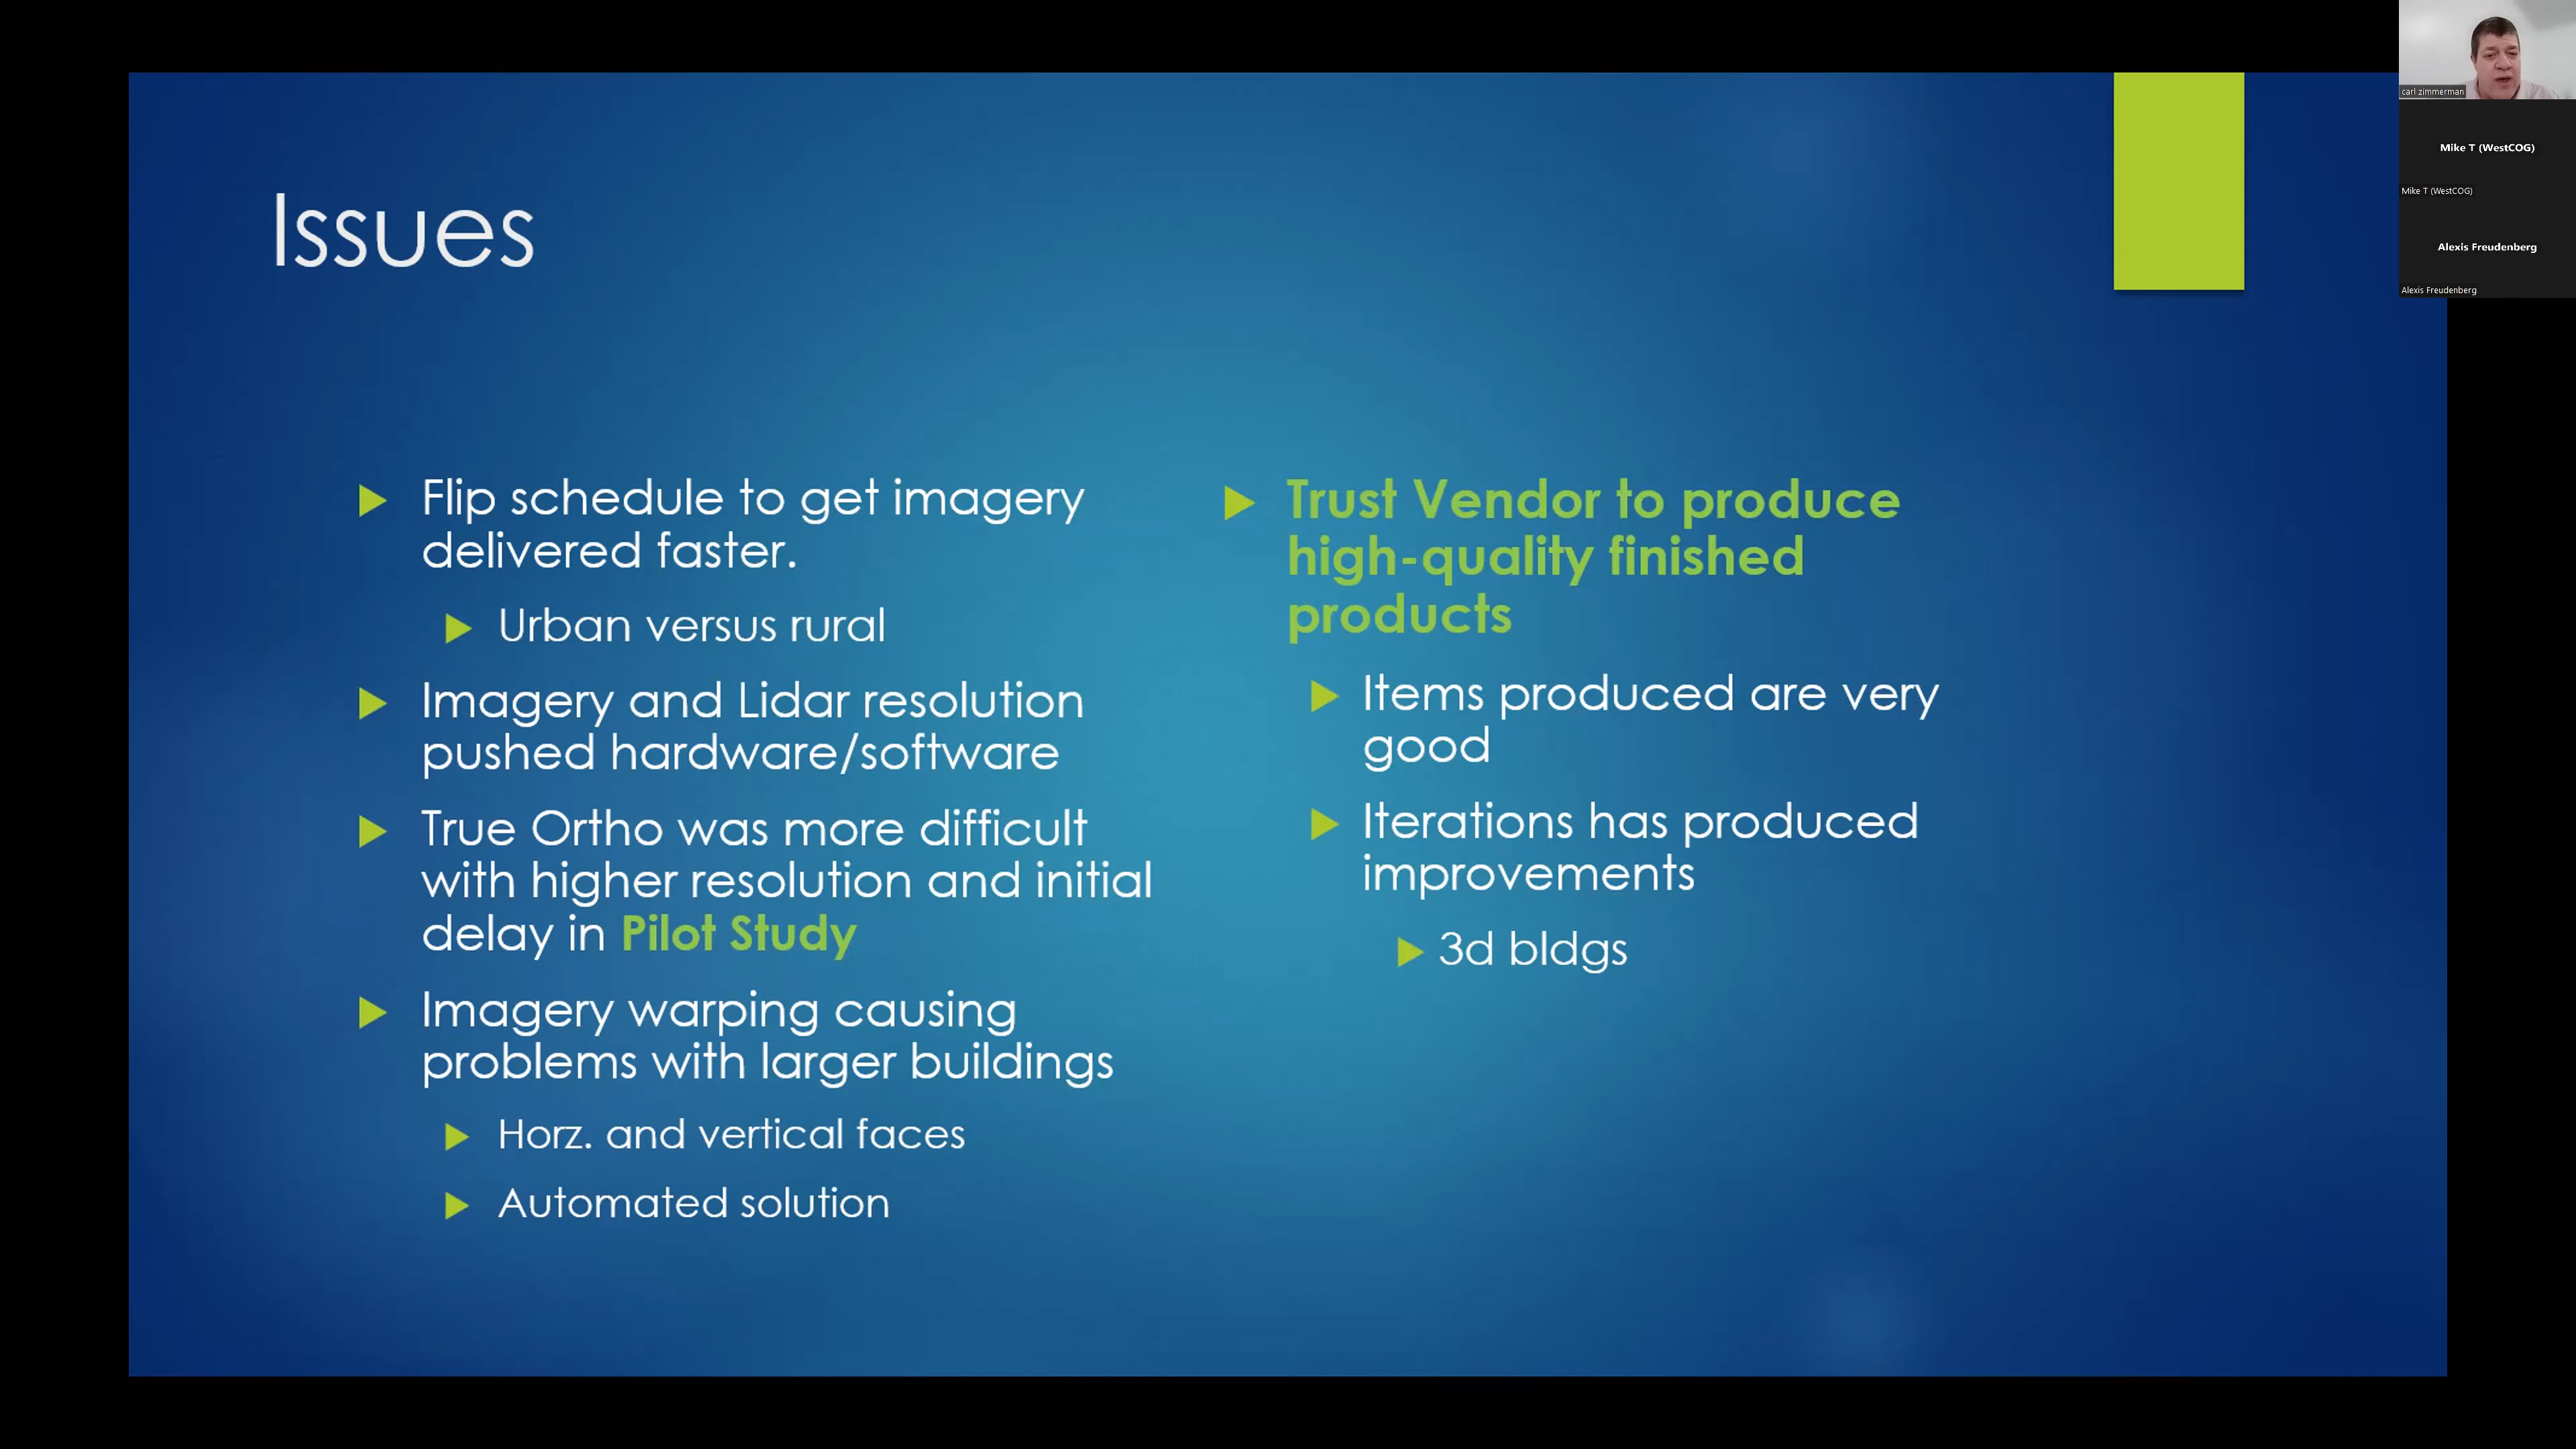 Issues
Flip schedule to get imagery
delivered faster.
Urban versus rural
Imagery and Lidar resolution
pushed hardware/software
True Ortho was more difficult
with higher resolution and initial
delay in Pilot Study
Imagery warping causing
problems with larger buildings
Horz. and vertical faces
Automated solution
Trust Vendor to produce
high-quality finished
products
Items produced are very
good
Iterations has produced
improvements
3d bldgs
carl zimmerman
Mike T (WestCOG)
Mike T (WestCOG)
Alexis Freudenberg
Alexis Freudenberg